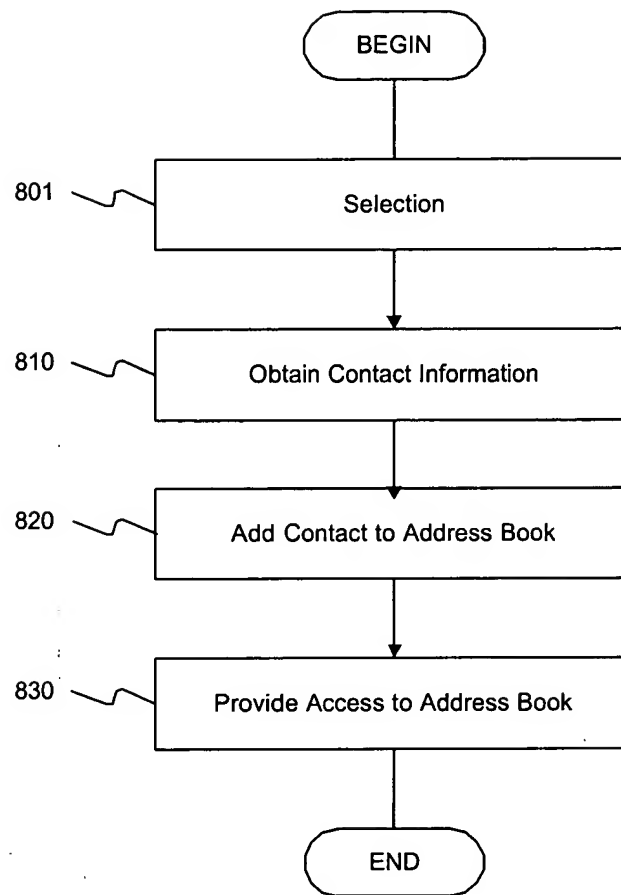 BEGIN
801
Selection
810
Obtain Contact Information
820
Add Contact to Address Book
830
Provide Access to Address Book
END